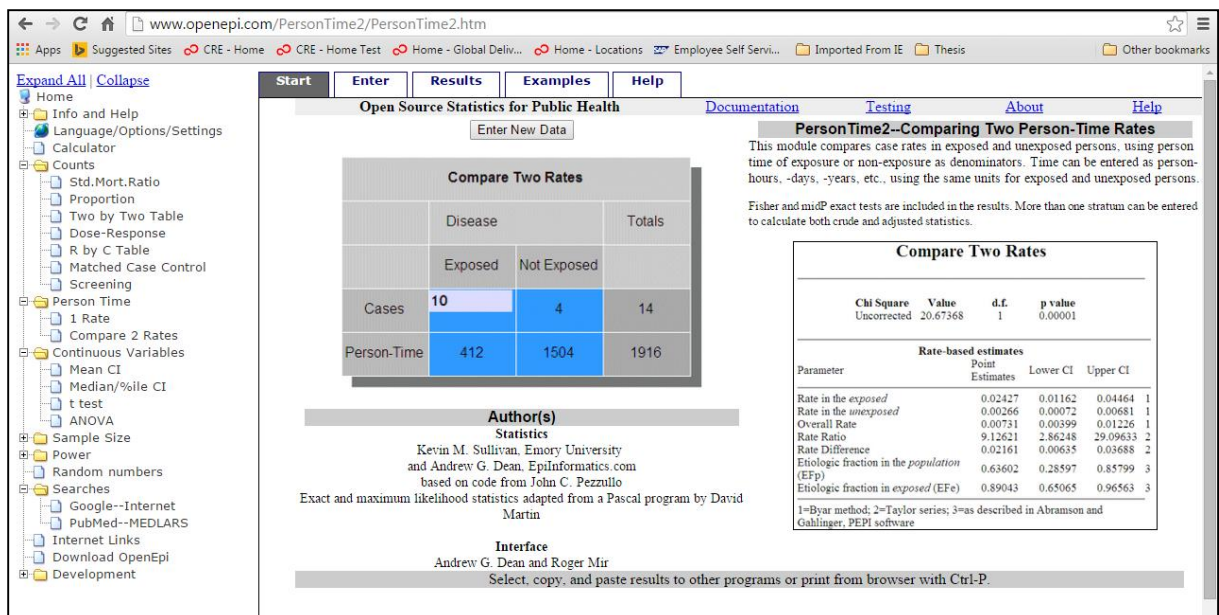 www.openepi.com/PersonTime2/PersonTime2.htm
Apps Suggested Sites CRE - Home CRE - Home Test Home - Global Deliv... Home - Locations Employee Self Servi... Imported From IE Thesis Other bookmarks
Expand All | Collapse
Home
Info and Help
Language/Options/Settings
Calculator
Counts
Std.Mort.Ratio
Proportion
Two by Two Table
Dose-Response
R by C Table
Matched Case Control
Screening
Person Time
1 Rate
Compare 2 Rates
Continuous Variables
Mean CI
Median/%ile CI
t test
ANOVA
Sample Size
Power
Random numbers
Searches
Google--Internet
PubMed--MEDLARS
Internet Links
Download OpenEpi
Development
Start Enter Results Examples Help
Open Source Statistics for Public Health Documentation Testing About Help
Enter New Data
Compare Two Rates
Disease Totals
Exposed Not Exposed
Cases 10 4 14
Person-Time 412 1504 1916
Author(s)
Statistics
Kevin M. Sullivan, Emory University
and Andrew G. Dean, EpiInformatics.com
based on code from John C. Pezzullo
Exact and maximum likelihood statistics adapted from a Pascal program by David
Martin
Interface
Andrew G. Dean and Roger Mir
PersonTime2--Comparing Two Person-Time Rates
This module compares case rates in exposed and unexposed persons, using person
time of exposure or non-exposure as denominators. Time can be entered as person-
hours, -days, -years, etc., using the same units for exposed and unexposed persons.
Fisher and midP exact tests are included in the results. More than one stratum can be entered
to calculate both crude and adjusted statistics.
Compare Two Rates
Chi Square Value d.f. p value
Uncorrected 20.67368 1 0.00001
Rate-based estimates
Parameter Point Estimates Lower CI Upper CI
Rate in the exposed 0.02427 0.01162 0.04464 1
Rate in the unexposed 0.00266 0.00072 0.00681 1
Overall Rate 0.00731 0.00399 0.01226 1
Rate Ratio 9.12621 2.86248 29.09633 2
Rate Difference 0.02161 0.00635 0.03688 2
Etiologic fraction in the population
(EFp) 0.63602 0.28597 0.85799 3
Etiologic fraction in exposed (EFe) 0.89043 0.65065 0.96563 3
1=Byar method; 2=Taylor series; 3=as described in Abramson and
Gahlinger, PEPI software
Select, copy, and paste results to other programs or print from browser with Ctrl-P.